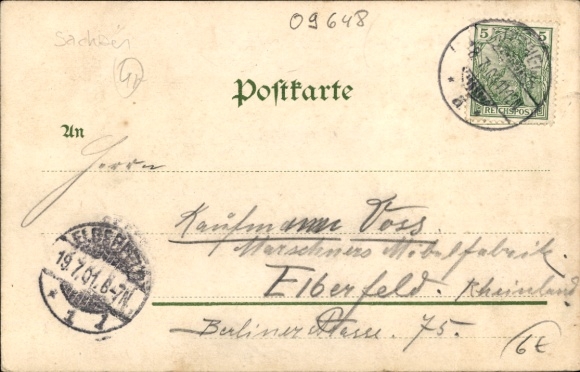 09648
Sachsen
5 5
REICHSPOST
Postkarte
An
Herrn
Kaufmann Voss.
Marschners Möbelfabrik.
Elberfeld. Rheinland
Berliner Strasse. 75.
ELBERFELD
19.7.01.6-7N.
* 1 1
6€